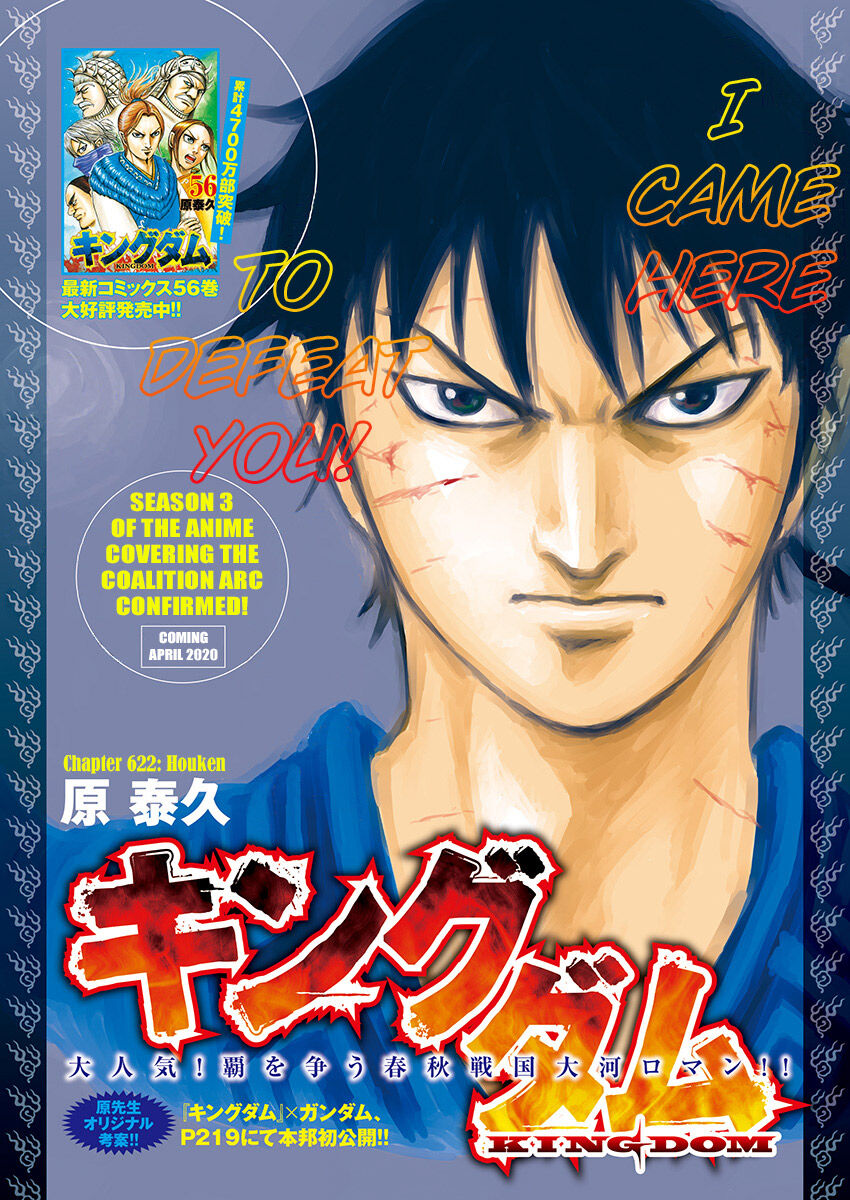 I
CAME
HERE
TO
DEFEAT
YOU!
56
原泰久
キングダム
KINGDOM
累計4700万部突破!
最新コミックス56巻
大好評発売中!!
SEASON 3
OF THE ANIME
COVERING THE
COALITION ARC
CONFIRMED!
COMING
APRIL 2020
Chapter 622: Houken
原 泰久
キングダム
大人気!覇を争う春秋戦国大河ロマン!!
KINGDOM
原先生
オリジナル
考案!!
『キングダム』×ガンダム、
P219にて本邦初公開!!